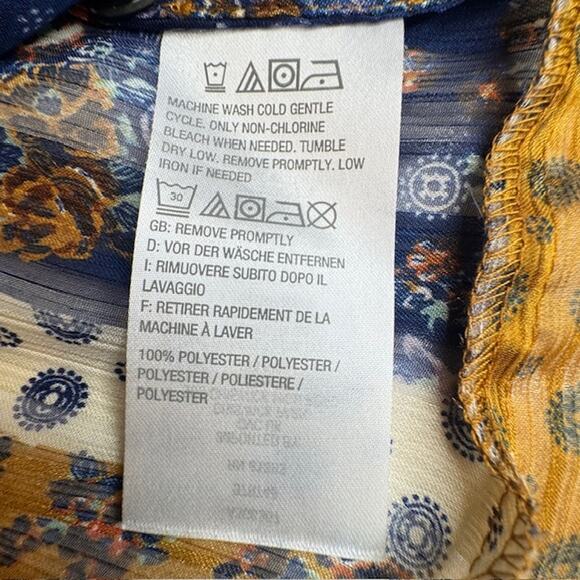 MACHINE WASH COLD GENTLE
CYCLE. ONLY NON-CHLORINE
BLEACH WHEN NEEDED. TUMBLE
DRY LOW. REMOVE PROMPTLY. LOW
IRON IF NEEDED
30
GB: REMOVE PROMPTLY
D: VOR DER WÄSCHE ENTFERNEN
I: RIMUOVERE SUBITO DOPO IL
LAVAGGIO
F: RETIRER RAPIDEMENT DE LA
MACHINE À LAVER
100% POLYESTER / POLYESTER /
POLYESTER / POLIESTERE /
POLYESTER